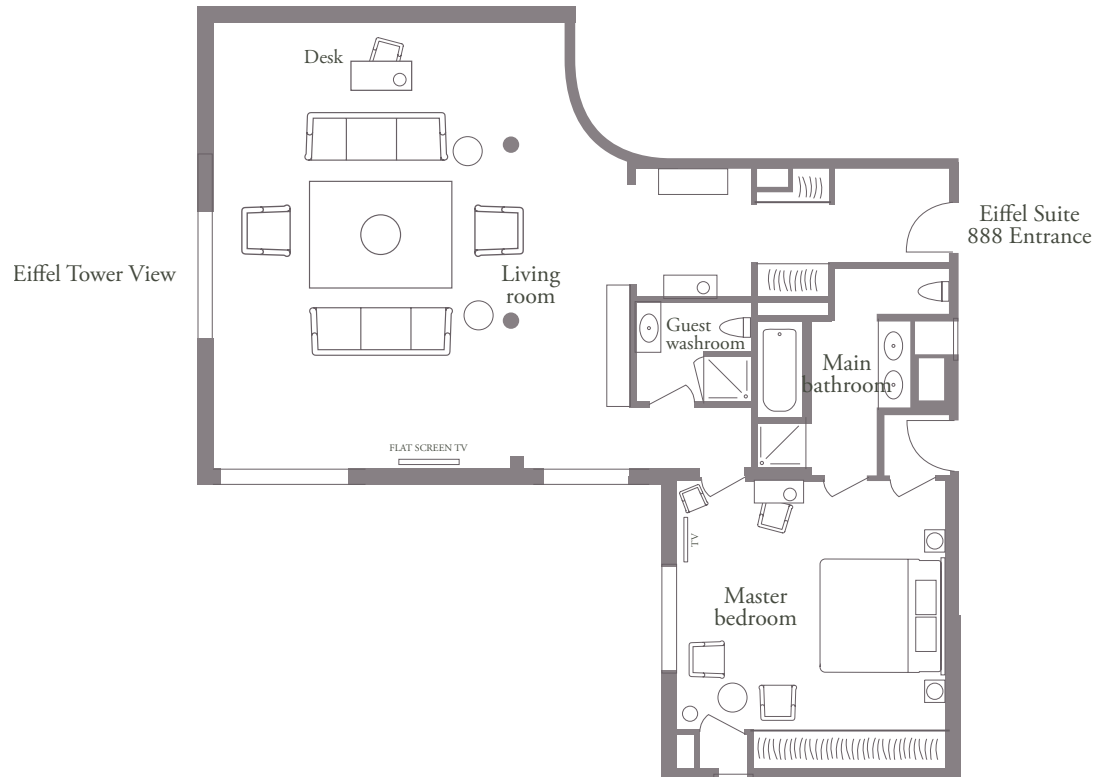 Desk
Eiffel Suite
888 Entrance
Eiffel Tower View
Living
room
Guest
washroom
Main
bathroom
FLAT SCREEN TV
TV
Master
bedroom